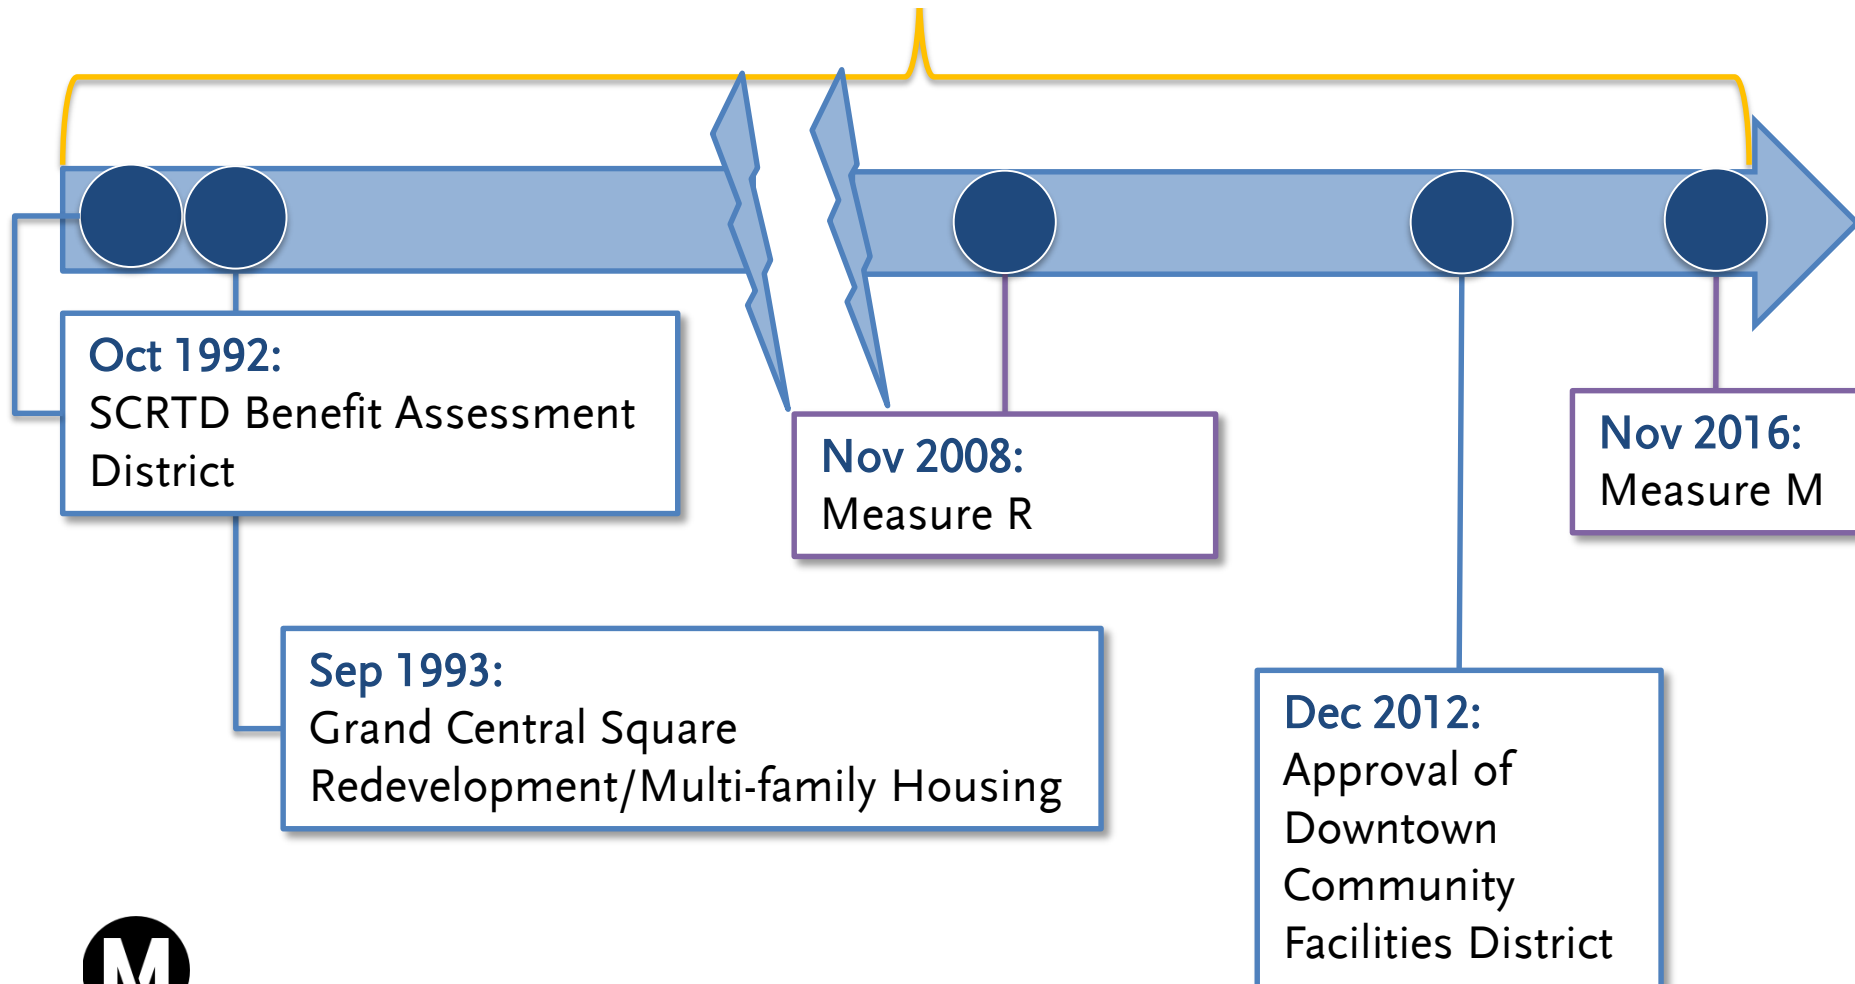 Oct 1992:
SCRTD Benefit Assessment
District
Nov 2008:
Measure R
Nov 2016:
Measure M
Sep 1993:
Grand Central Square
Redevelopment/Multi-family Housing
Dec 2012:
Approval of
Downtown
Community
Facilities District
M